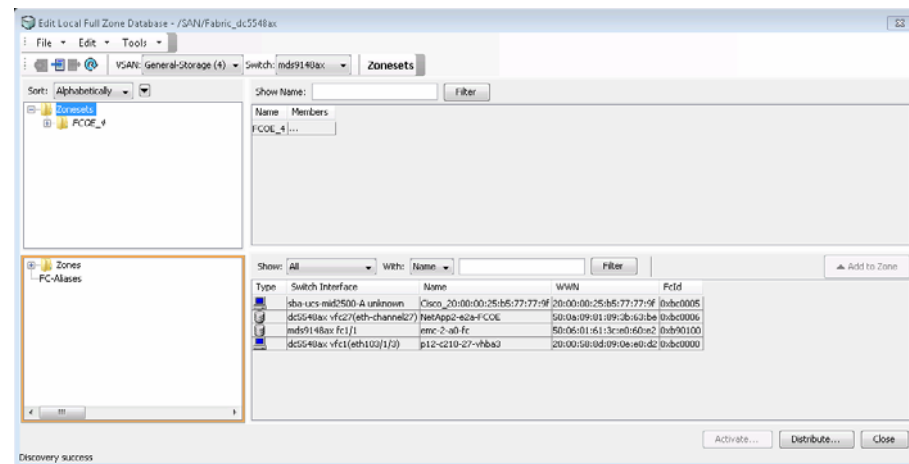 Edit Local Full Zone Database - /SAN/Fabric_dc5548ax
File Edit Tools
VSAN: General-Storage (4) Switch: mds9148ax Zonesets
Sort: Alphabetically
Show Name: Filter
Zonesets
FCOE_4
Name Members
FCOE_4 ...
Zones
FC-Aliases
Show: All With: Name Filter Add to Zone
Type Switch Interface Name WWN FcId
sha-ucs-mid2500-A unknown Cisco_20:00:00:25:b5:77:77:9f 20:00:00:25:b5:77:77:9f 0xbc0005
dc5548ax vfc27(eth-channel27) NetApp2-e2a-FCOE 50:0a:09:81:89:3b:63:be 0xbc0006
mds9148ax fc1/1 emc-2-a0-fc 50:06:01:61:3c:e0:60:e2 0xb90100
dc5548ax vfc1(eth103/1/3) p12-c210-27-vhba3 20:00:58:8d:09:0e:e0:d2 0xbc0000
Activate... Distribute... Close
Discovery success